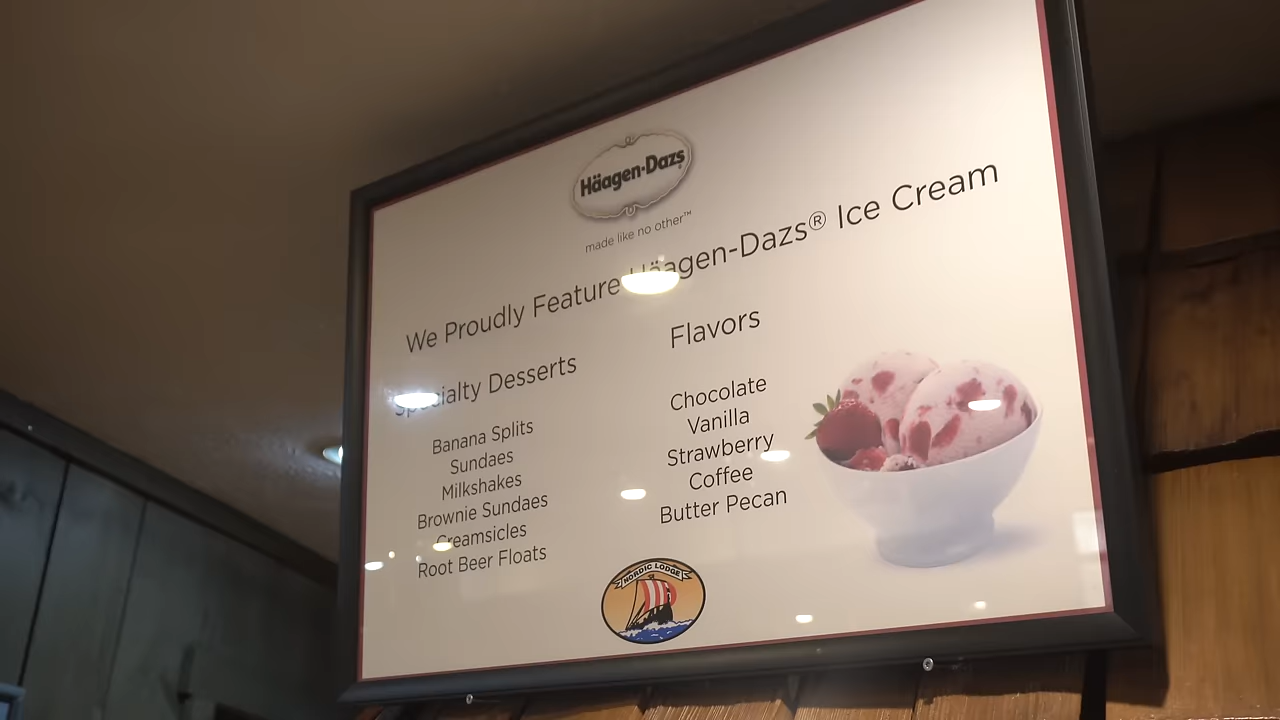 Häagen-Dazs
made like no other™
We Proudly Feature Häagen-Dazs® Ice Cream
Specialty Desserts
Banana Splits
Sundaes
Milkshakes
Brownie Sundaes
Creamsicles
Root Beer Floats
Flavors
Chocolate
Vanilla
Strawberry
Coffee
Butter Pecan
NORDIC LODGE